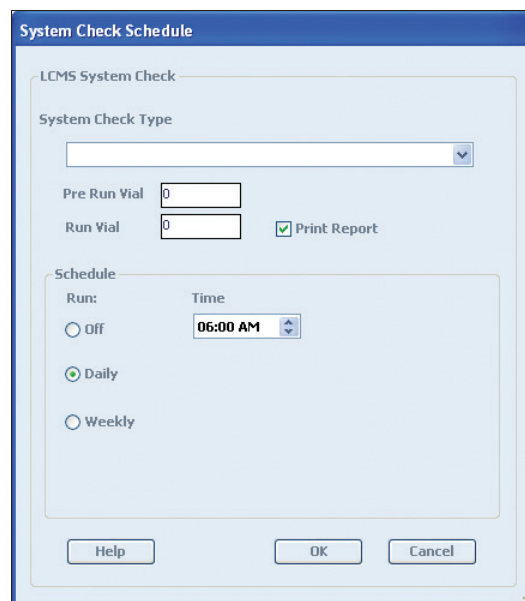 System Check Schedule
LCMS System Check
System Check Type
Pre Run Vial 0
Run Vial 0 Print Report
Schedule
Run: Time
Off 06:00 AM
Daily
Weekly
Help OK Cancel